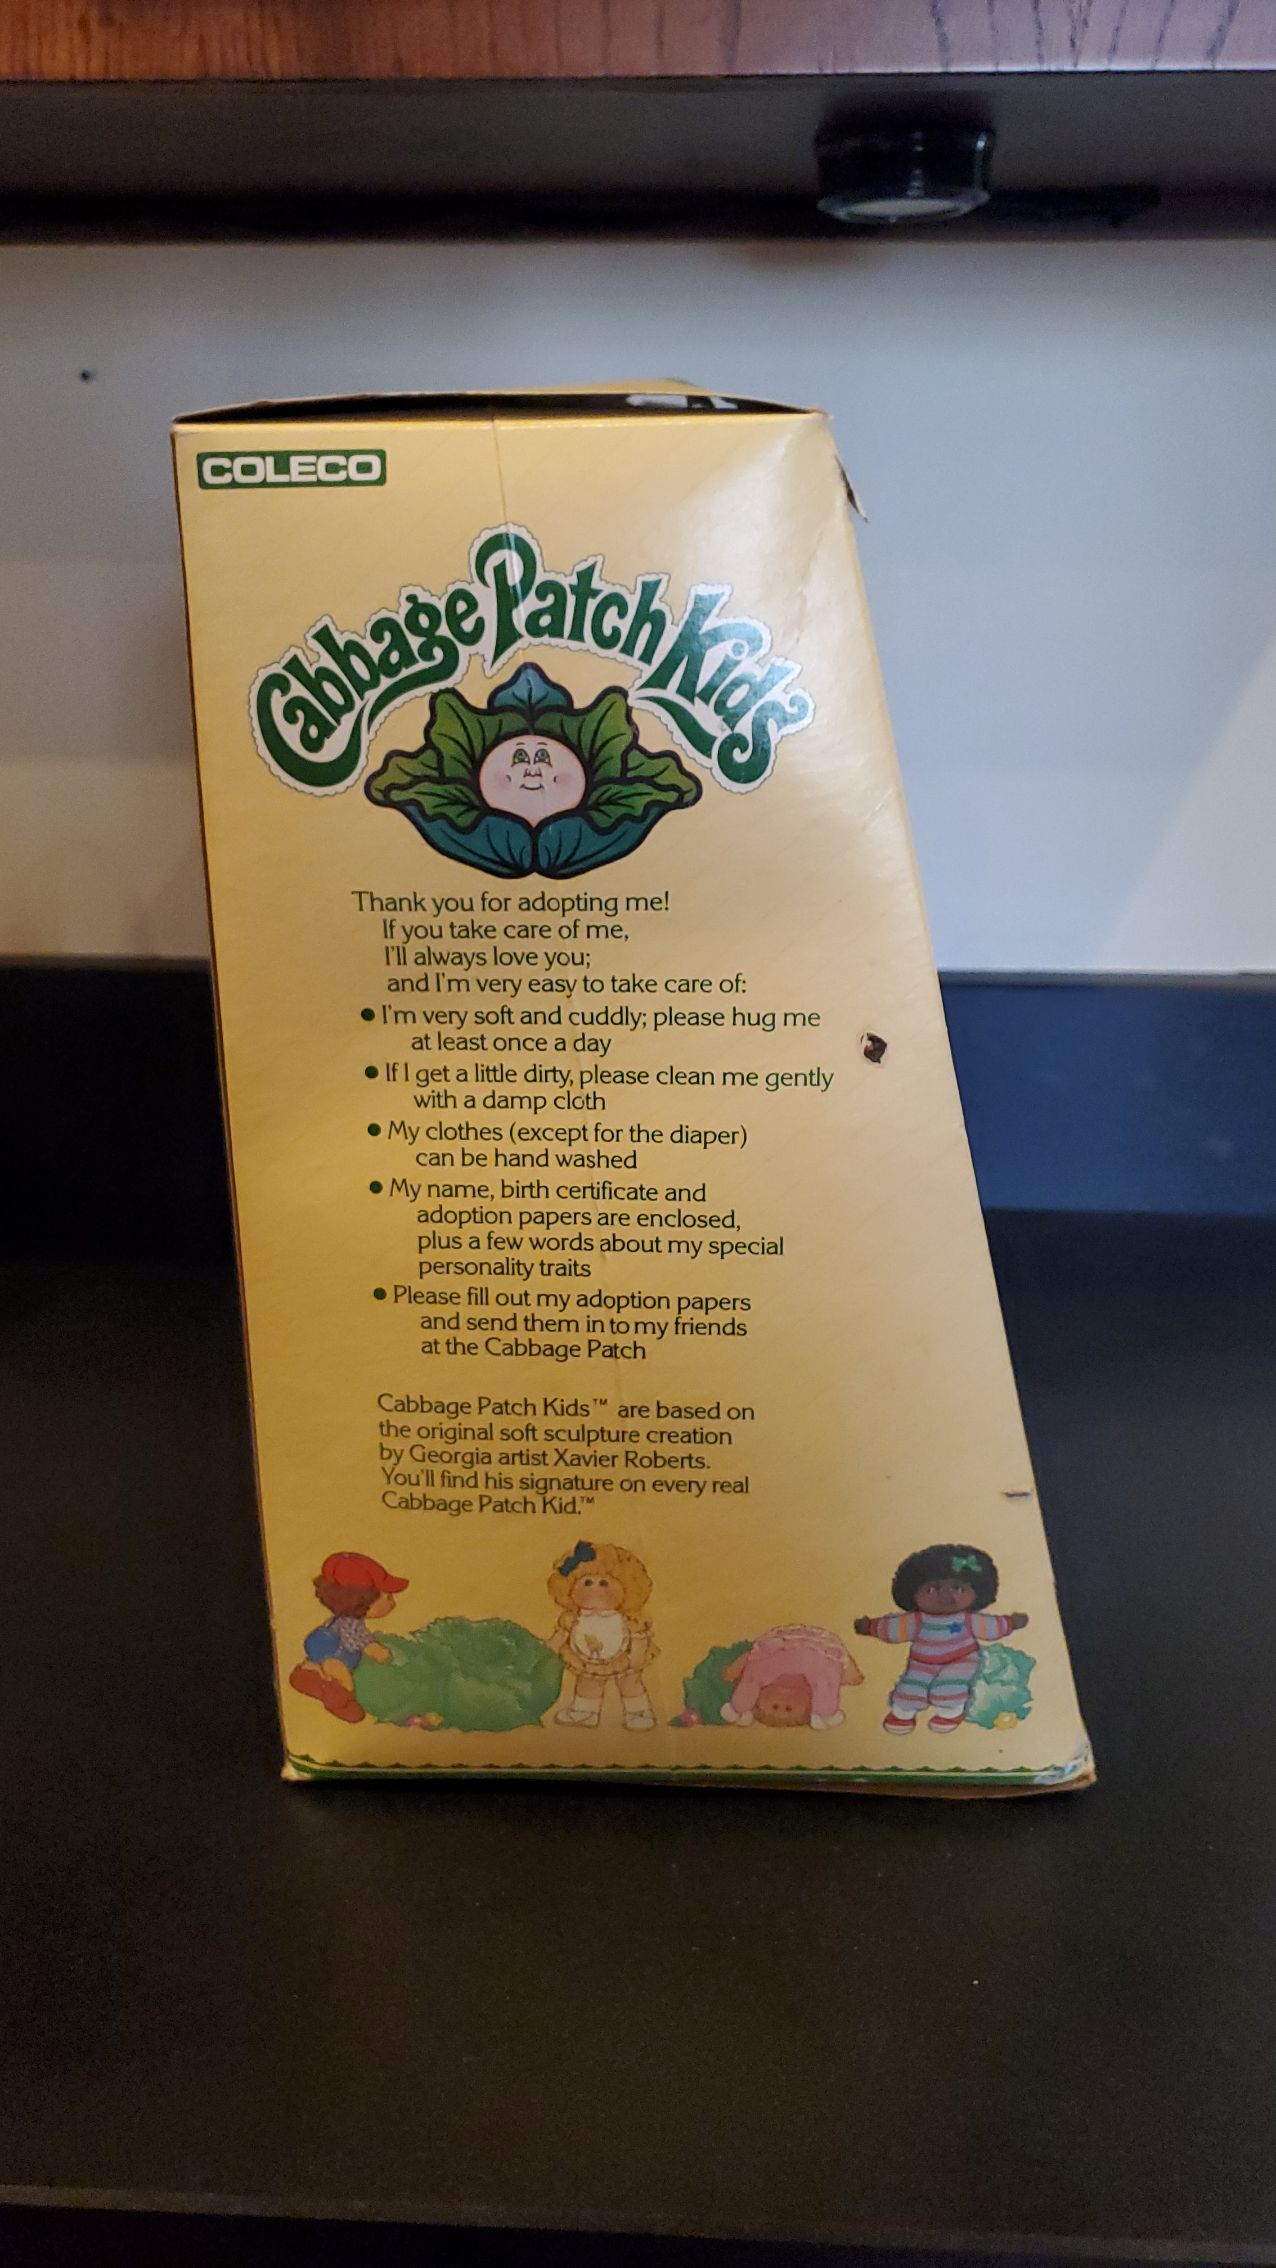 COLECO
Cabbage Patch Kids
Thank you for adopting me!
If you take care of me,
I'll always love you;
and I'm very easy to take care of:
• I'm very soft and cuddly; please hug me
at least once a day
• If I get a little dirty, please clean me gently
with a damp cloth
• My clothes (except for the diaper)
can be hand washed
• My name, birth certificate and
adoption papers are enclosed,
plus a few words about my special
personality traits
• Please fill out my adoption papers
and send them in to my friends
at the Cabbage Patch
Cabbage Patch Kids™ are based on
the original soft sculpture creation
by Georgia artist Xavier Roberts.
You'll find his signature on every real
Cabbage Patch Kid.™